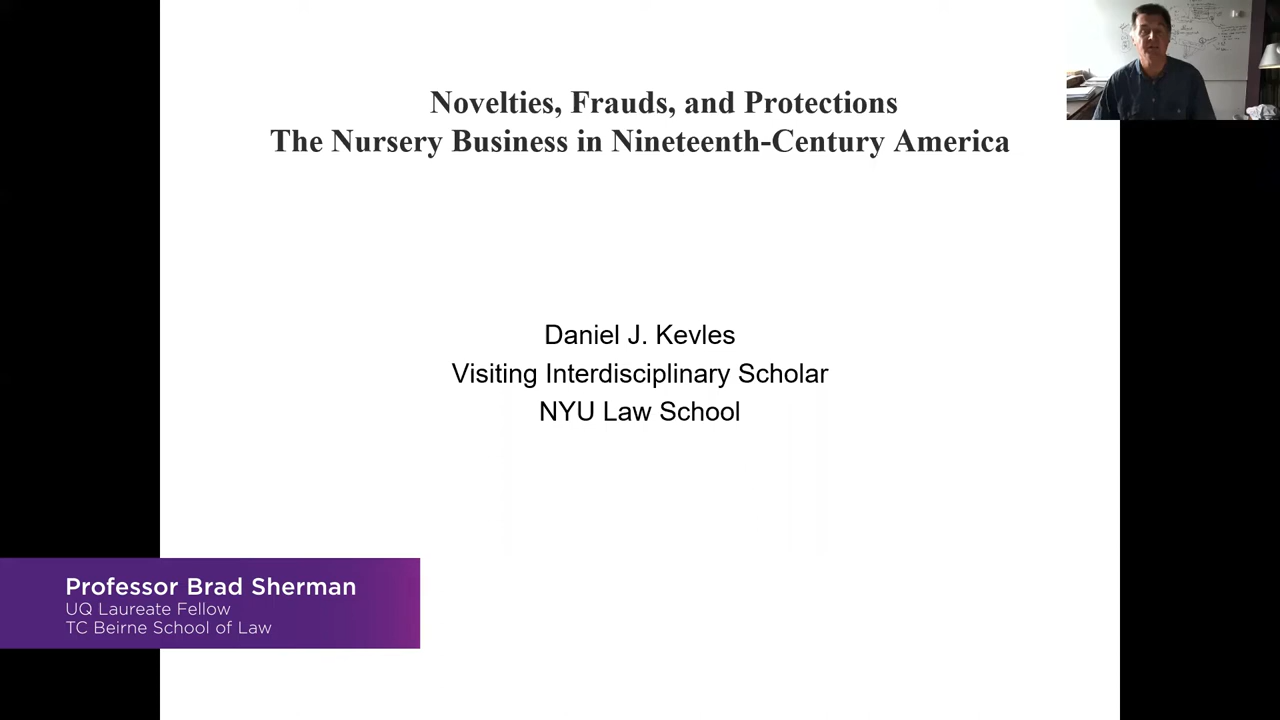 Novelties, Frauds, and Protections
The Nursery Business in Nineteenth-Century America
Daniel J. Kevles
Visiting Interdisciplinary Scholar
NYU Law School
Professor Brad Sherman
UQ Laureate Fellow
TC Beirne School of Law